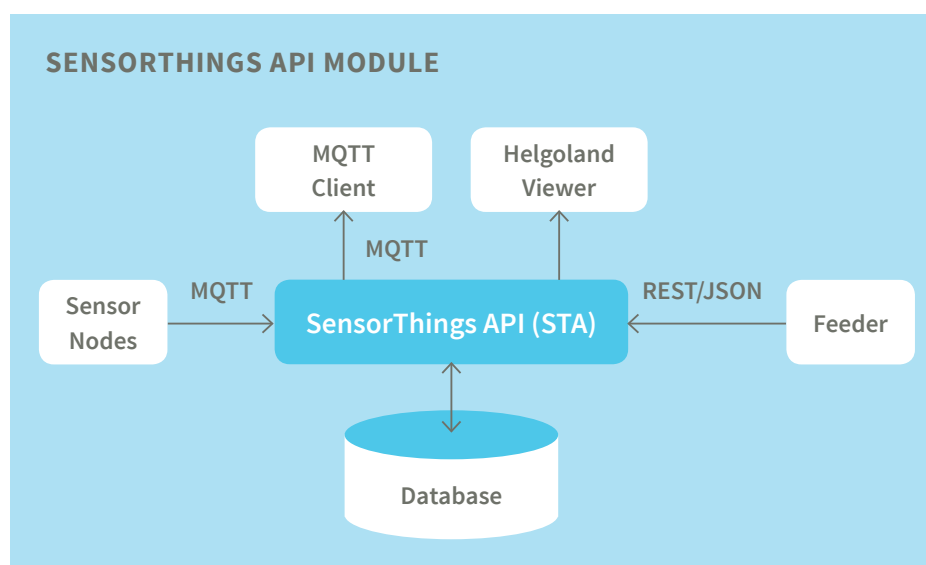 SENSORTHINGS API MODULE
MQTT
Client
Helgoland
Viewer
MQTT
Sensor
Nodes
MQTT
SensorThings API (STA)
REST/JSON
Feeder
Database